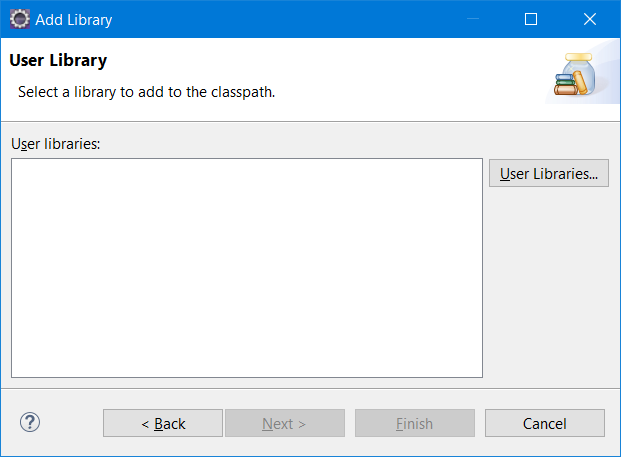 Add Library
User Library
Select a library to add to the classpath.
User libraries:
User Libraries...
< Back
Next >
Finish
Cancel